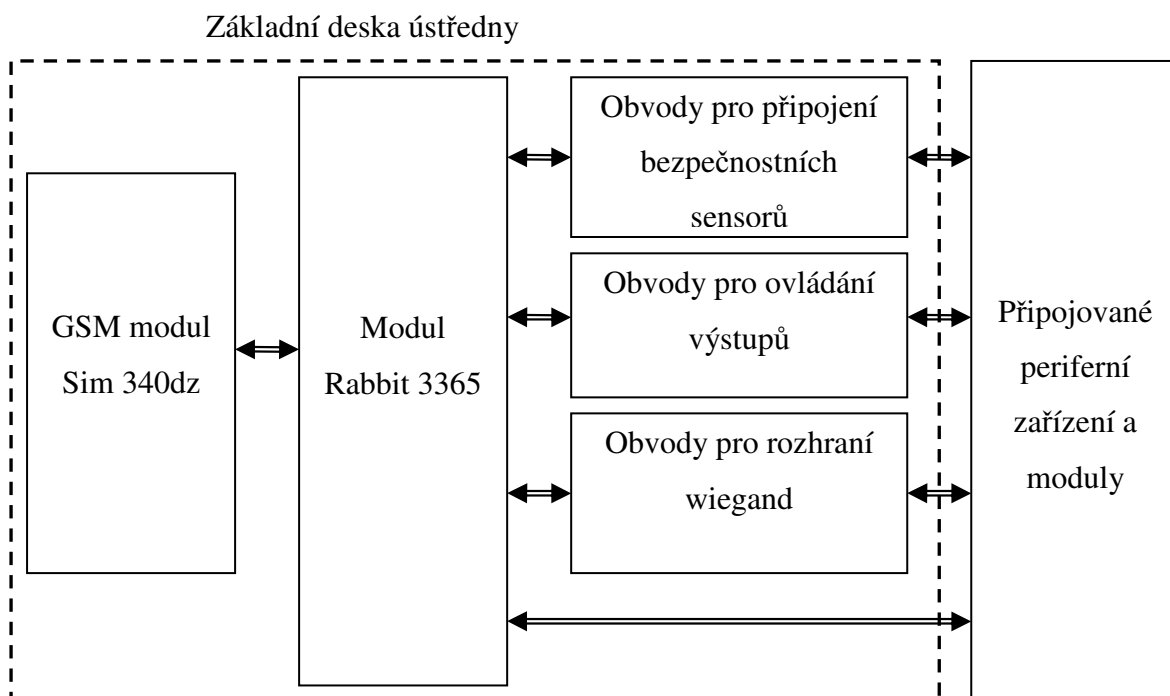 Základní deska ústředny
GSM modul
Sim 340dz
Modul
Rabbit 3365
Obvody pro připojení
bezpečnostních
sensorů
Obvody pro ovládání
výstupů
Obvody pro rozhraní
wiegand
Připojované
periferní
zařízení a
moduly